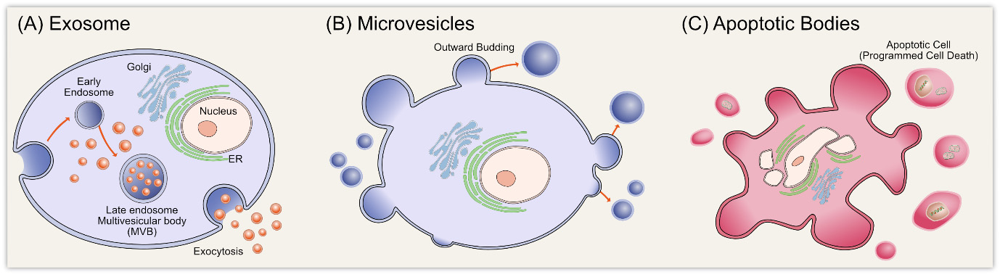 (A) Exosome
Golgi
Early
Endosome
Nucleus
ER
Late endosome
Multivesicular body
(MVB)
Exocytosis
(B) Microvesicles
Outward Budding
(C) Apoptotic Bodies
Apoptotic Cell
(Programmed Cell Death)